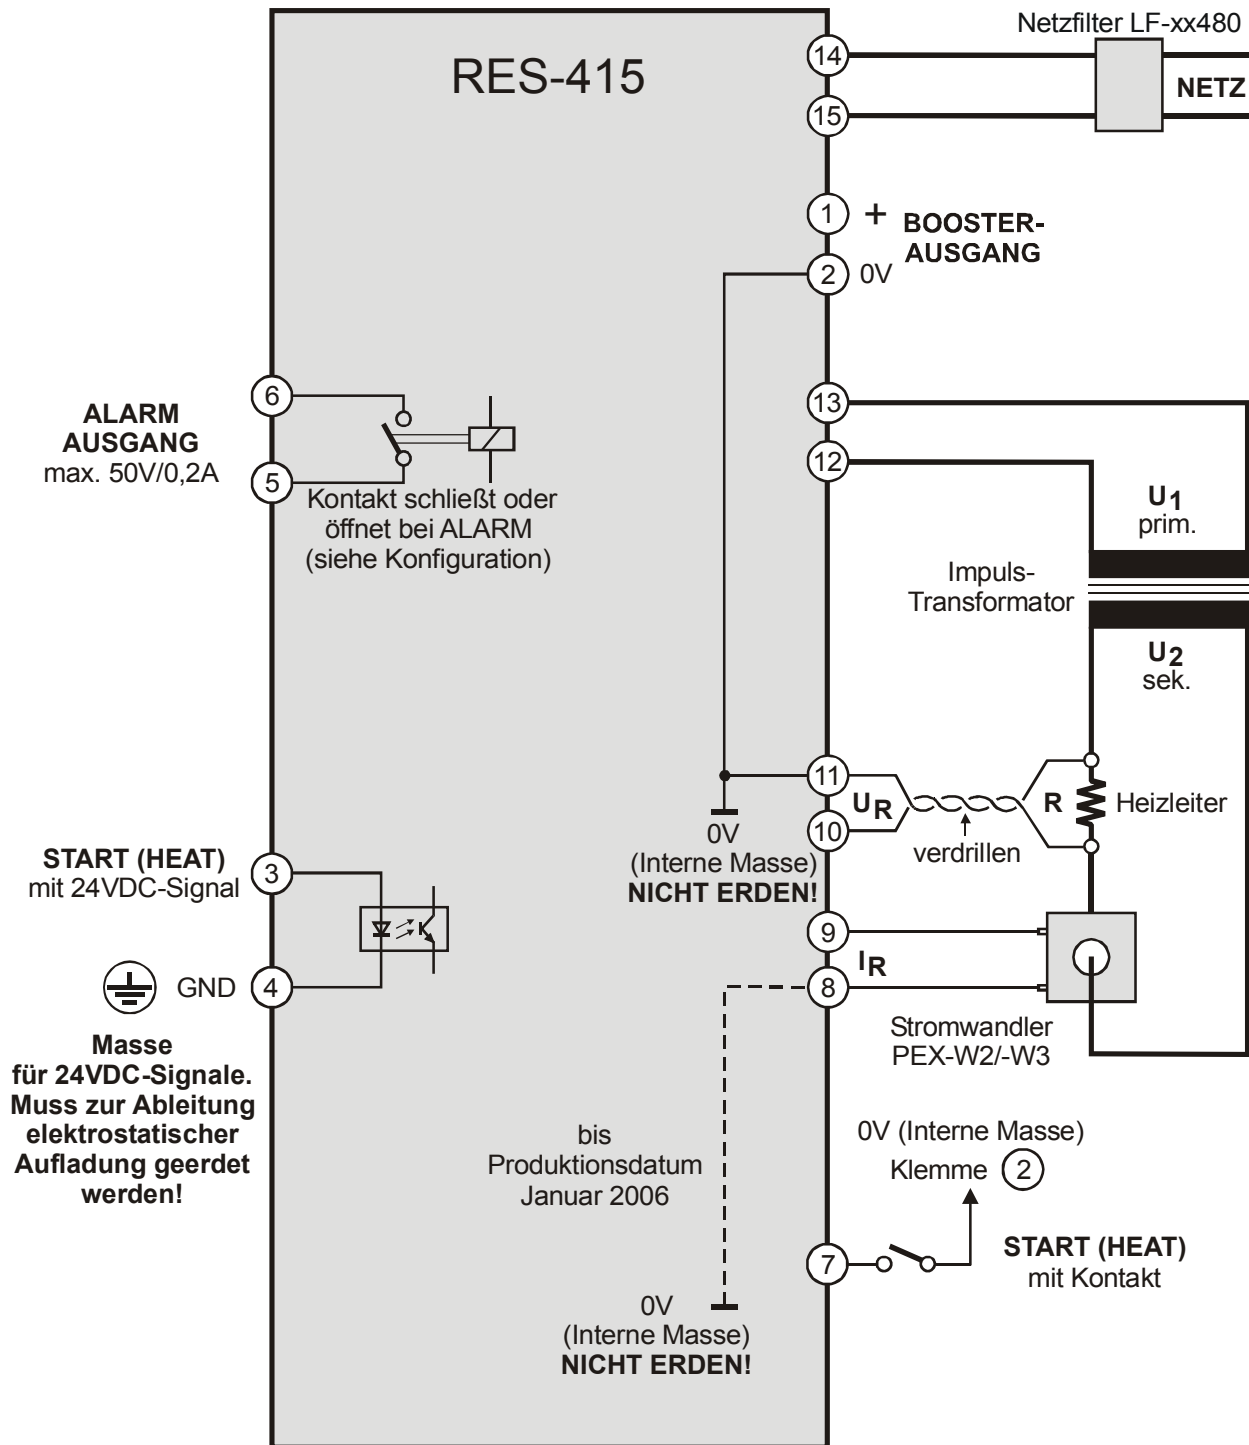 Netzfilter LF-xx480
RES-415
14
NETZ
15
1
+
BOOSTER-
AUSGANG
2
0V
6
ALARM
AUSGANG
max. 50V/0,2A
5
Kontakt schließt oder
öffnet bei ALARM
(siehe Konfiguration)
13
12
U1
prim.
Impuls-
Transformator
U2
sek.
11
UR
R
Heizleiter
10
verdrillen
0V
(Interne Masse)
NICHT ERDEN!
START (HEAT)
mit 24VDC-Signal
3
GND
4
Masse
für 24VDC-Signale.
Muss zur Ableitung
elektrostatischer
Aufladung geerdet
werden!
9
IR
8
Stromwandler
PEX-W2/-W3
bis
Produktionsdatum
Januar 2006
0V (Interne Masse)
Klemme 2
7
START (HEAT)
mit Kontakt
0V
(Interne Masse)
NICHT ERDEN!